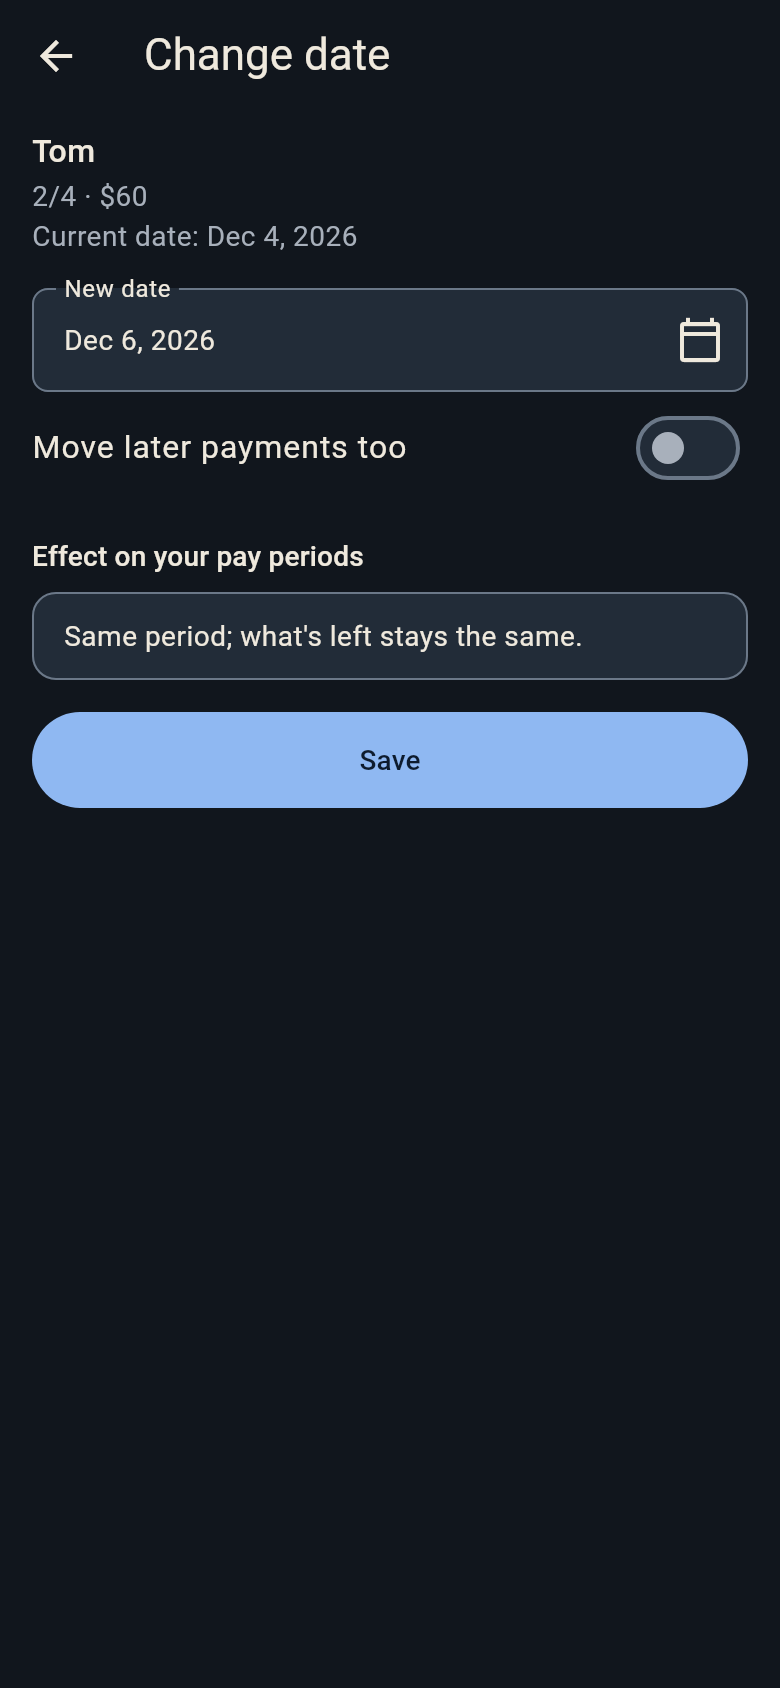 Change date
Tom
2/4 · $60
Current date: Dec 4, 2026
New date
Dec 6, 2026
Move later payments too
Effect on your pay periods
Same period; what's left stays the same.
Save